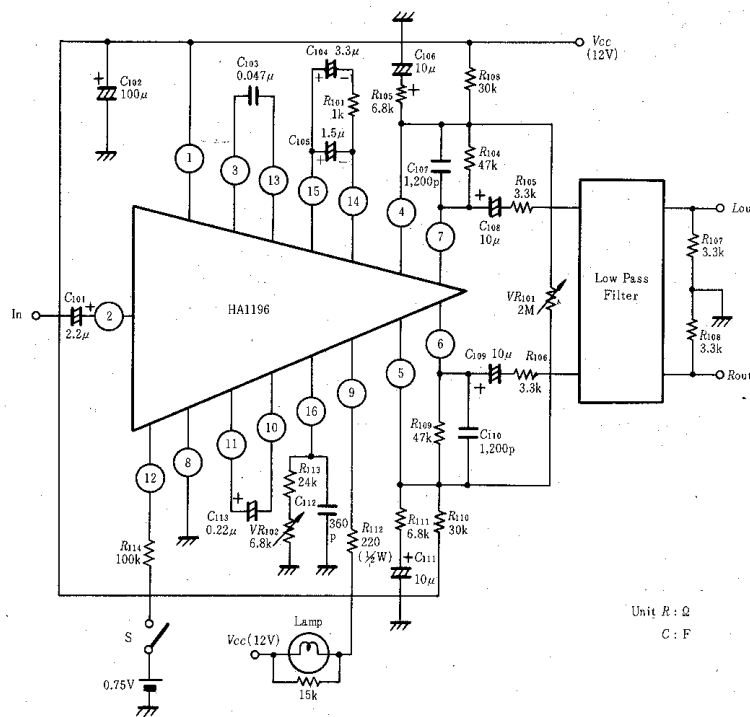 C104 3.3μ
C106
10μ
VCC
(12V)
C102
100μ
C103
0.047μ
R101
1k
R105
6.8k
R108
30k
1.5μ
C105
C107
1,200p
R104
47k
1
3
13
15
14
4
7
C108
10μ
R105
3.3k
Lou
R107
3.3k
Low Pass
Filter
VR101
2M
In
C101
2.2μ
2
HA1196
6
5
9
16
10
11
8
12
C109
10μ
R106
3.3k
R108
3.3k
Rout
R109
47k
C110
1,200p
R113
24k
C112
360
p
C113
0.22μ
VR102
6.8k
R112
220
(½W)
R111
6.8k
R110
30k
C111
10μ
R114
100k
S
0.75V
VCC (12V)
Lamp
15k
Unit R : Ω
C : F